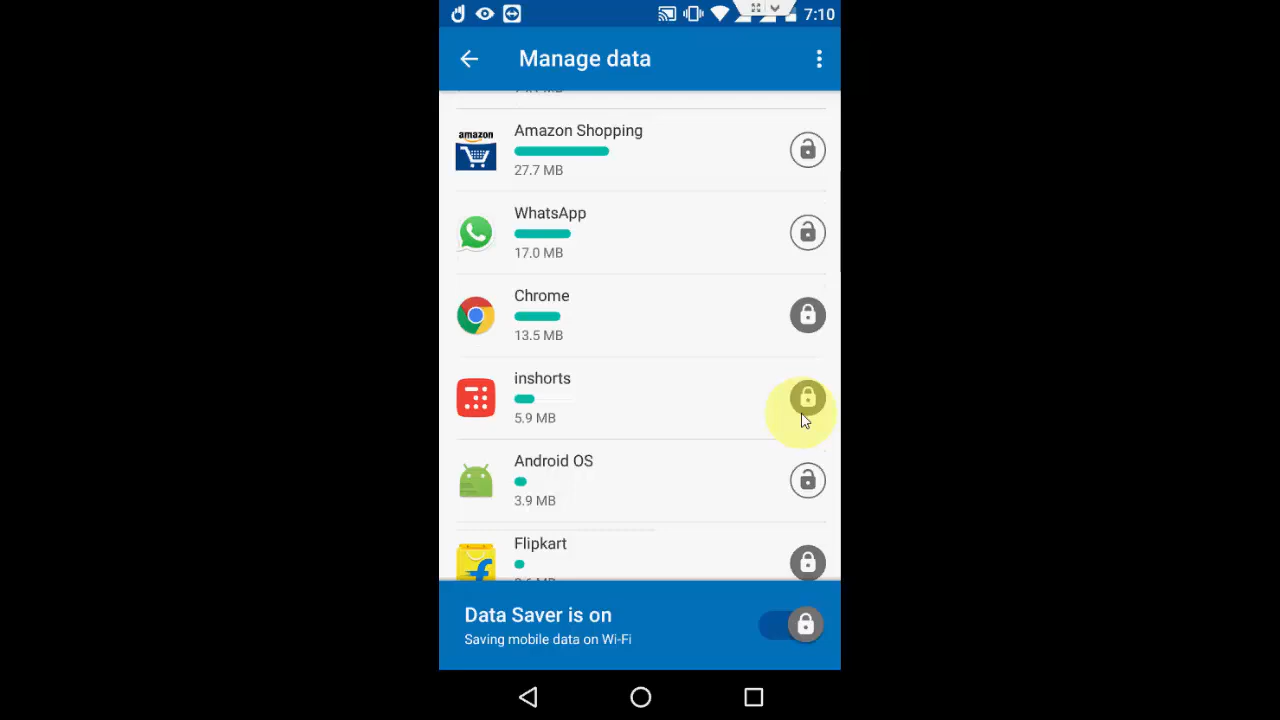 7:10
Manage data
Amazon Shopping
amazon
27.7 MB
WhatsApp
17.0 MB
Chrome
13.5 MB
inshorts
5.9 MB
Android OS
3.9 MB
Flipkart
Data Saver is on
Saving mobile data on Wi-Fi